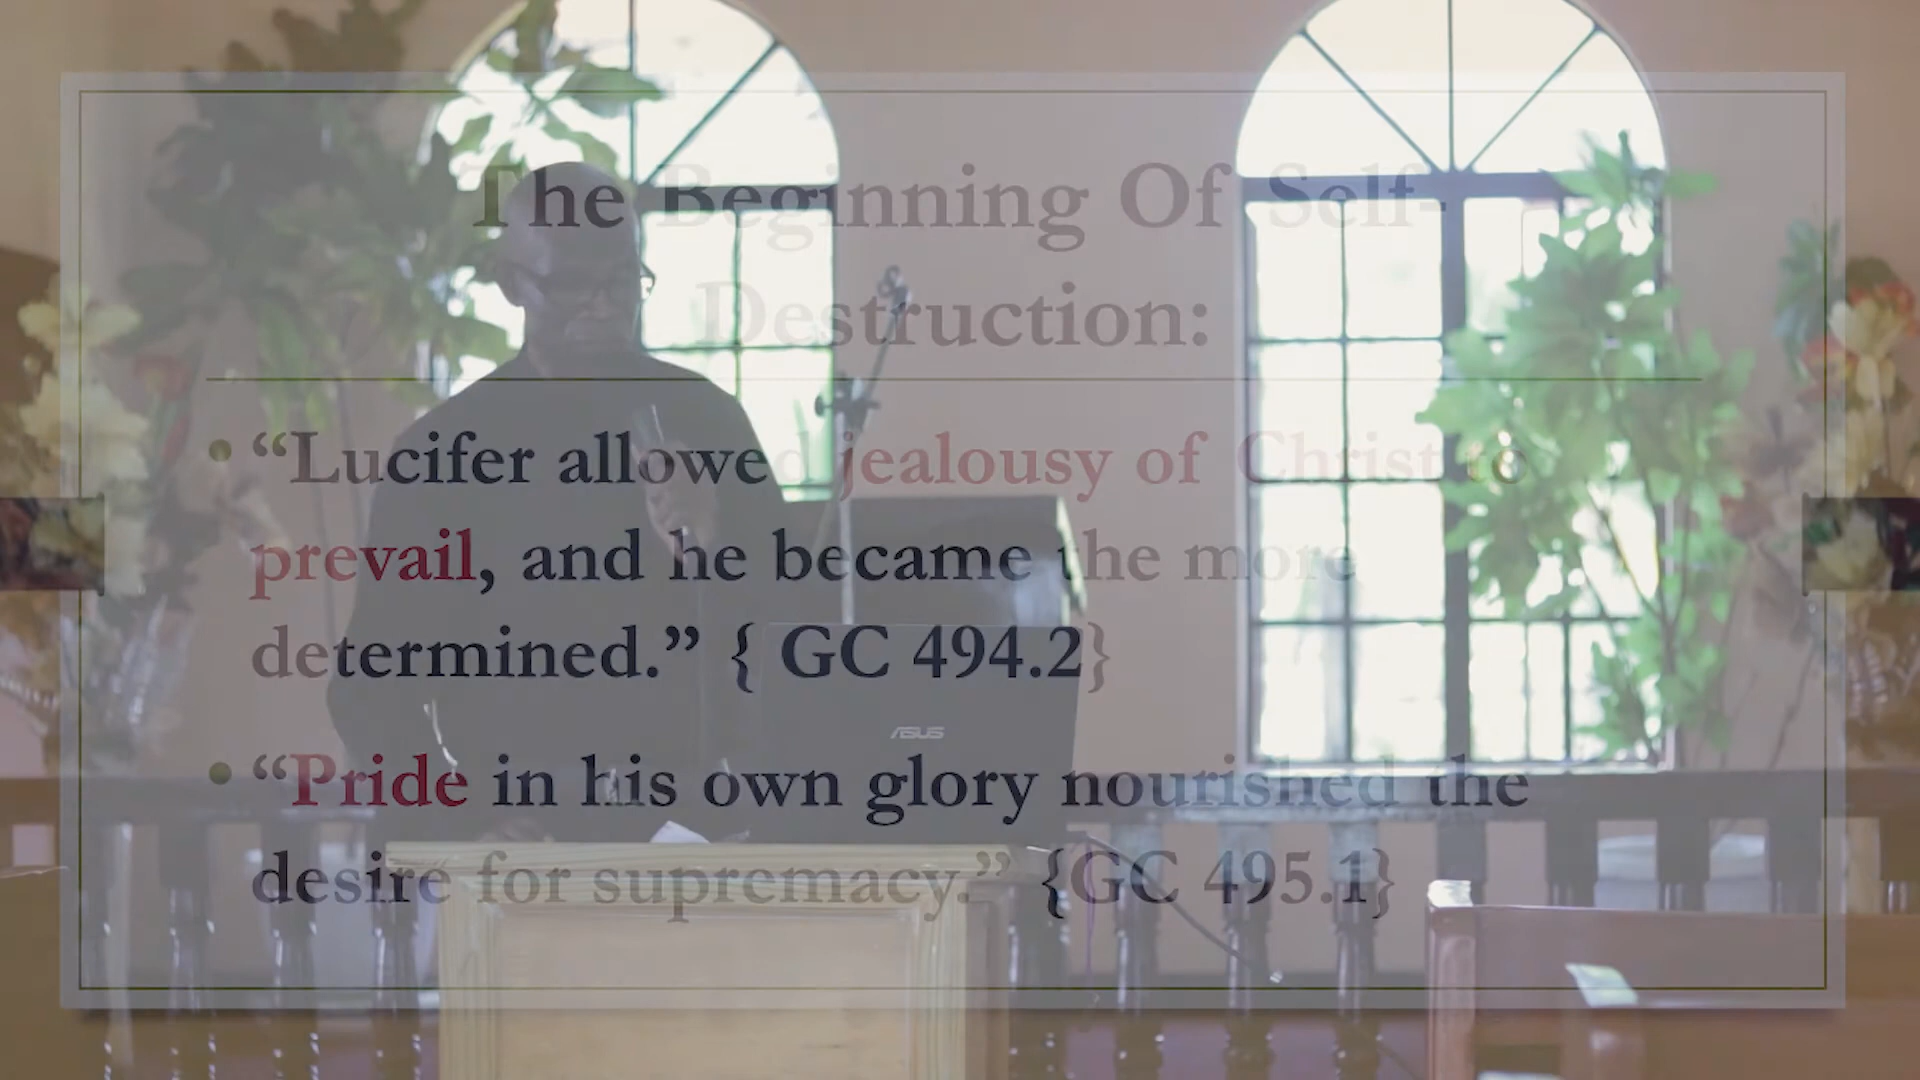 The Beginning Of Self-
Destruction:
• “Lucifer allowed jealousy of Christ to
prevail, and he became the more
determined.” { GC 494.2}
ASUS
• “Pride in his own glory nourished the
desire for supremacy.” {GC 495.1}